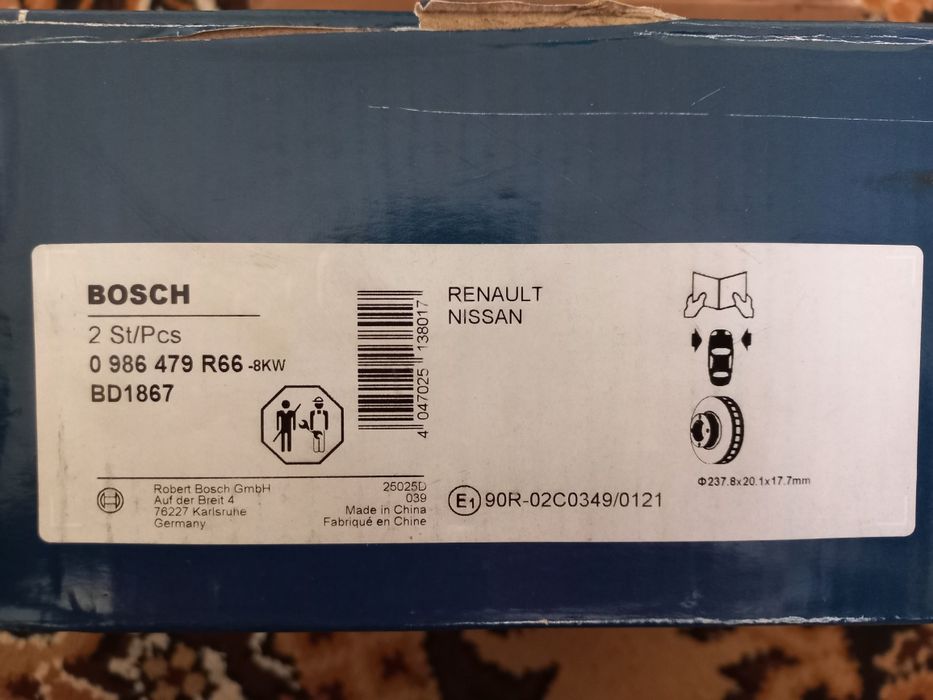 BOSCH
2 St/Pcs
0 986 479 R66 -8KW
BD1867
4 047025 138017
RENAULT
NISSAN
Φ237.8x20.1x17.7mm
Robert Bosch GmbH
Auf der Breit 4
76227 Karlsruhe
Germany
25025D
039
Made in China
Fabriqué en Chine
E1 90R-02C0349/0121